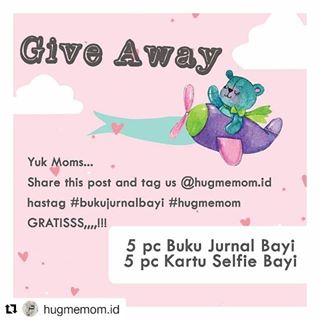 Give Away
Yuk Moms...
Share this post and tag us @hugmemom.id
hastag #bukujurnalbayi #hugmemom
GRATISSS,,,,!!!
5 pc Buku Jurnal Bayi
5 pc Kartu Selfie Bayi
hugmemom.id